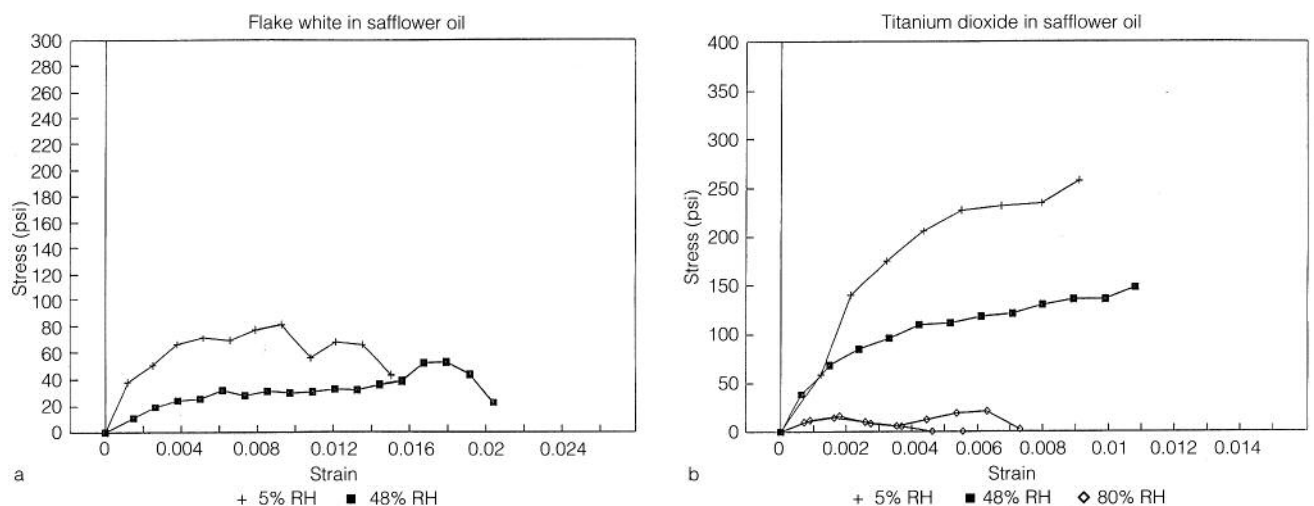 Flake white in safflower oil
300
280
260
240
220
200
180
160
140
120
100
80
60
40
20
0
Stress (psi)
0 0.004 0.008 0.012 0.016 0.02 0.024
Strain
a
+ 5% RH ■ 48% RH
Titanium dioxide in safflower oil
400
350
300
250
200
150
100
50
0
Stress (psi)
0 0.002 0.004 0.006 0.008 0.01 0.012 0.014
Strain
b
+ 5% RH ■ 48% RH ◇ 80% RH